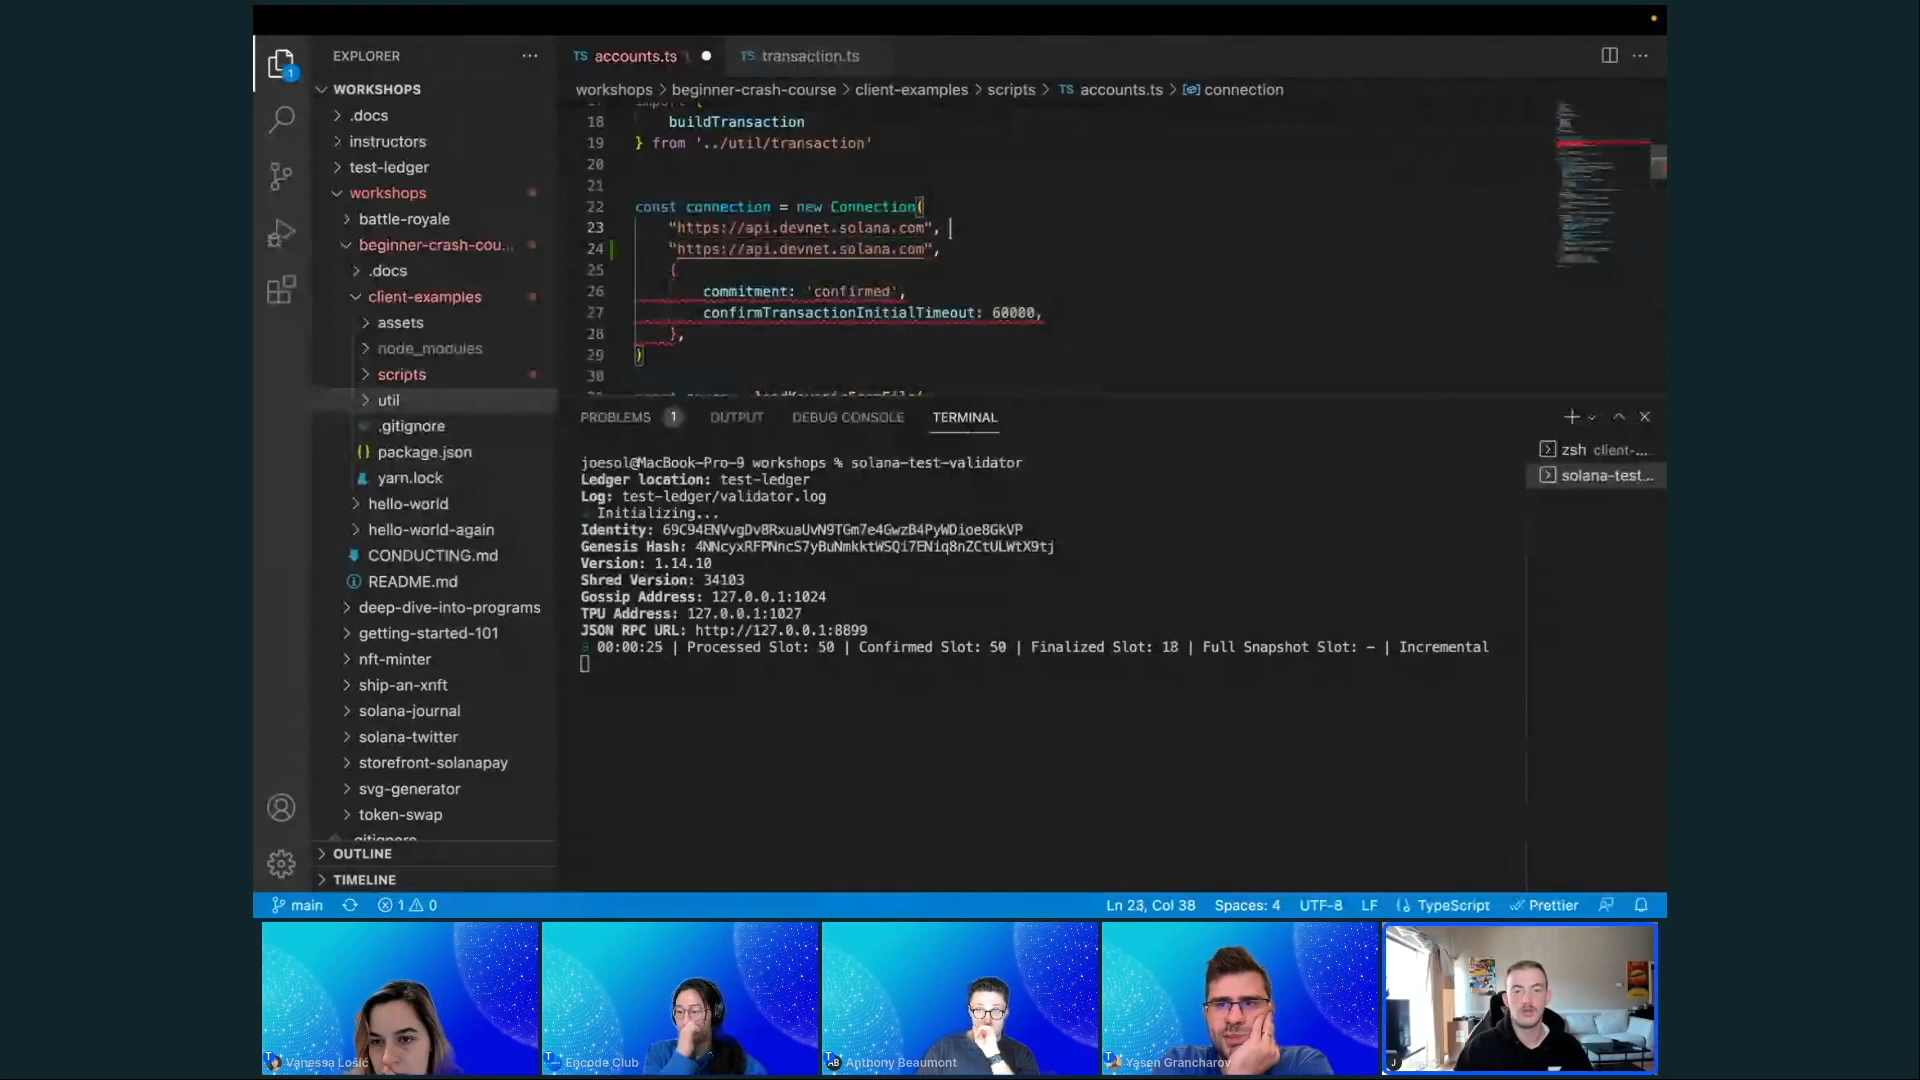 EXPLORER
WORKSHOPS
.docs
instructors
test-ledger
workshops
battle-royale
beginner-crash-cou...
.docs
client-examples
assets
node_modules
scripts
util
.gitignore
package.json
yarn.lock
hello-world
hello-world-again
CONDUCTING.md
README.md
deep-dive-into-programs
getting-started-101
nft-minter
ship-an-xnft
solana-journal
solana-twitter
storefront-solanapay
svg-generator
token-swap
.gitignore
OUTLINE
TIMELINE
TS accounts.ts 1
TS transaction.ts
workshops > beginner-crash-course > client-examples > scripts > TS accounts.ts > connection
17 import {
18 buildTransaction
19 } from '../util/transaction'
20
21
22 const connection = new Connection(
23 "https://api.devnet.solana.com",
24 "https://api.devnet.solana.com",
25 {
26 commitment: 'confirmed',
27 confirmTransactionInitialTimeout: 60000,
28 },
29 )
30
PROBLEMS 1 OUTPUT DEBUG CONSOLE TERMINAL
joesol@MacBook-Pro-9 workshops % solana-test-validator
Ledger location: test-ledger
Log: test-ledger/validator.log
Initializing...
Identity: 69C94ENVvgDvBRxuaUvN9TGm7e4GwzB4PyWDioe8GkVP
Genesis Hash: 4NNcyxRFPNncS7yBuNmkktWSQi7ENiq8nZCtULWtX9tj
Version: 1.14.10
Shred Version: 34103
Gossip Address: 127.0.0.1:1024
TPU Address: 127.0.0.1:1027
JSON RPC URL: http://127.0.0.1:8899
00:00:25 | Processed Slot: 50 | Confirmed Slot: 50 | Finalized Slot: 18 | Full Snapshot Slot: - | Incremental
zsh client-...
solana-test...
main 1 0
Ln 23, Col 38 Spaces: 4 UTF-8 LF TypeScript Prettier
Vanessa Lošić
Encode Club
AB Anthony Beaumont
Yasen Grancharov
J